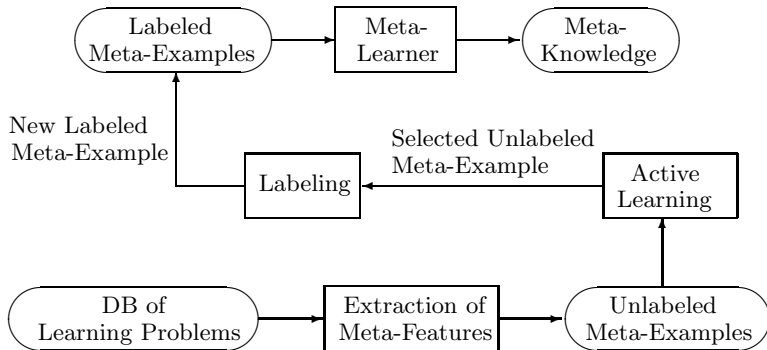 Labeled
Meta-Examples
Meta-
Learner
Meta-
Knowledge
New Labeled
Meta-Example
Labeling
Selected Unlabeled
Meta-Example
Active
Learning
DB of
Learning Problems
Extraction of
Meta-Features
Unlabeled
Meta-Examples